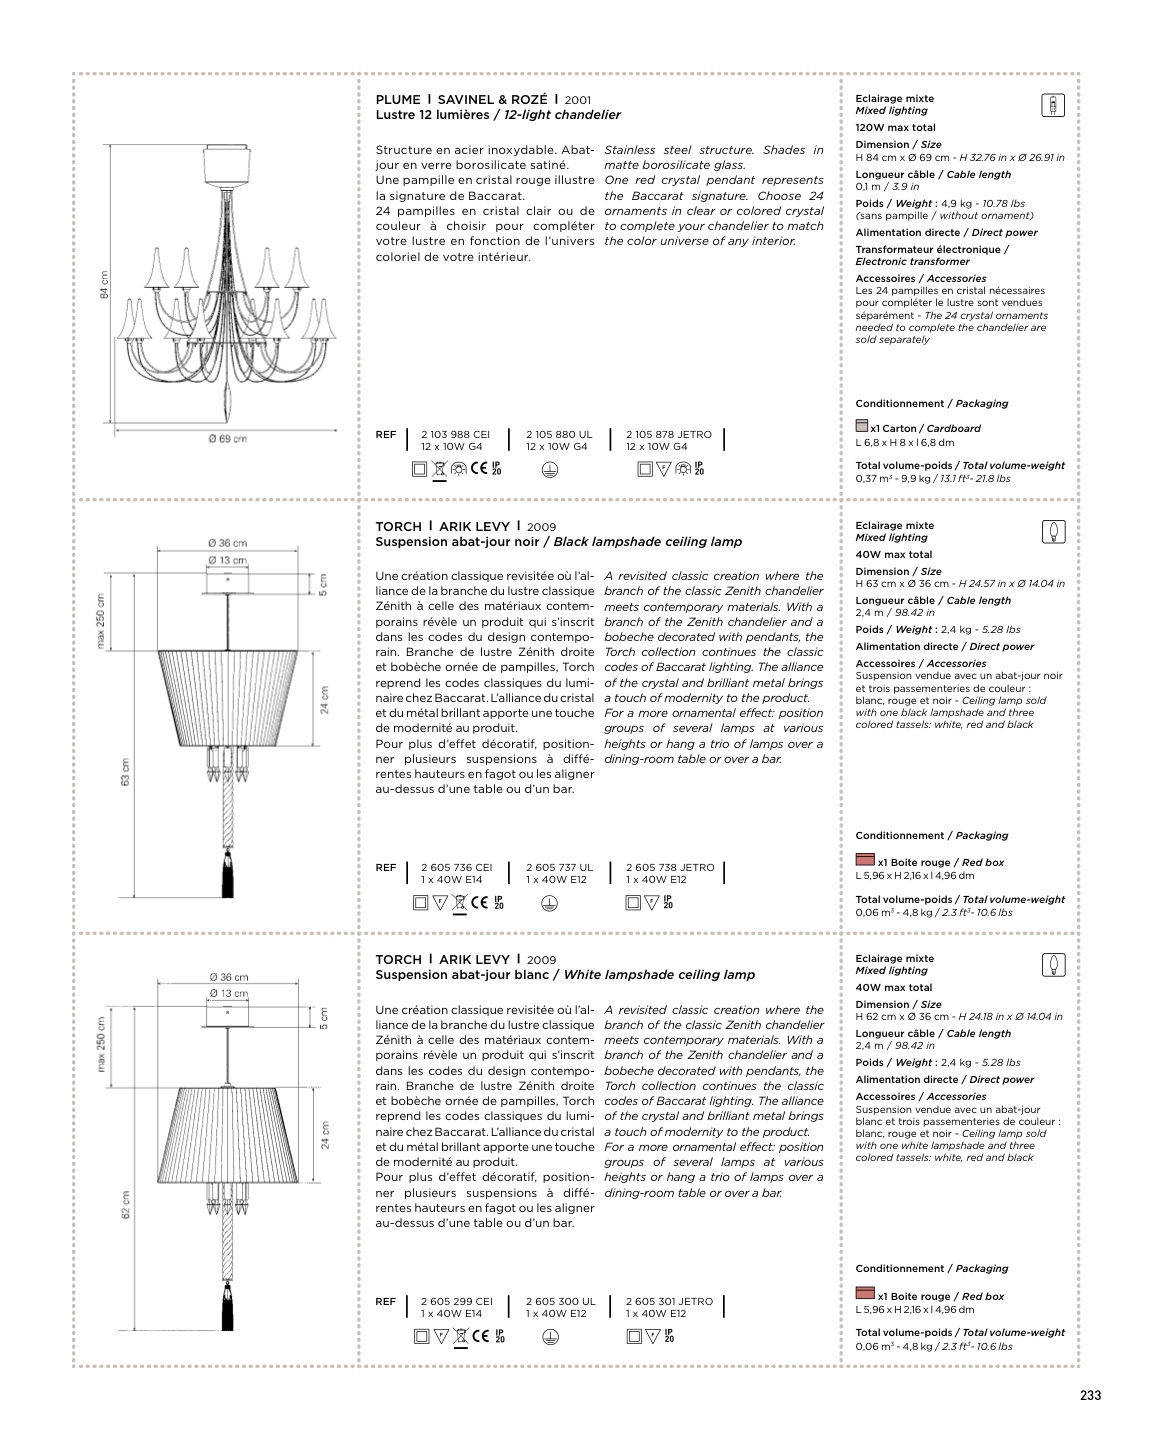 84 cm
Ø 69 cm
PLUME I SAVINEL & ROZÉ I 2001
Lustre 12 lumières / 12-light chandelier
Structure en acier inoxydable. Abat-
jour en verre borosilicate satiné.
Une pampille en cristal rouge illustre
la signature de Baccarat.
24 pampilles en cristal clair ou de
couleur à choisir pour compléter
votre lustre en fonction de l’univers
coloriel de votre intérieur.
Stainless steel structure. Shades in
matte borosilicate glass.
One red crystal pendant represents
the Baccarat signature. Choose 24
ornaments in clear or colored crystal
to complete your chandelier to match
the color universe of any interior.
REF 2 103 988 CEI 2 105 880 UL 2 105 878 JETRO
12 x 10W G4 12 x 10W G4 12 x 10W G4
CE IP 20 IP 20
Eclairage mixte
Mixed lighting
120W max total
Dimension / Size
H 84 cm x Ø 69 cm - H 32.76 in x Ø 26.91 in
Longueur câble / Cable length
0,1 m / 3.9 in
Poids / Weight : 4,9 kg - 10.78 lbs
(sans pampille / without ornament)
Alimentation directe / Direct power
Transformateur électronique /
Electronic transformer
Accessoires / Accessories
Les 24 pampilles en cristal nécessaires
pour compléter le lustre sont vendues
séparément - The 24 crystal ornaments
needed to complete the chandelier are
sold separately
Conditionnement / Packaging
x1 Carton / Cardboard
L 6,8 x H 8 x l 6,8 dm
Total volume-poids / Total volume-weight
0,37 m³ - 9,9 kg / 13.1 ft³- 21.8 lbs
Ø 36 cm
Ø 13 cm
5 cm
max 250 cm
24 cm
63 cm
TORCH I ARIK LEVY I 2009
Suspension abat-jour noir / Black lampshade ceiling lamp
Une création classique revisitée où l’al-
liance de la branche du lustre classique
Zénith à celle des matériaux contem-
porains révèle un produit qui s’inscrit
dans les codes du design contempo-
rain. Branche de lustre Zénith droite
et bobèche ornée de pampilles, Torch
reprend les codes classiques du lumi-
naire chez Baccarat. L’alliance du cristal
et du métal brillant apporte une touche
de modernité au produit.
Pour plus d’effet décoratif, position-
ner plusieurs suspensions à diffé-
rentes hauteurs en fagot ou les aligner
au-dessus d’une table ou d’un bar.
A revisited classic creation where the
branch of the classic Zenith chandelier
meets contemporary materials. With a
branch of the Zenith chandelier and a
bobeche decorated with pendants, the
Torch collection continues the classic
codes of Baccarat lighting. The alliance
of the crystal and brilliant metal brings
a touch of modernity to the product.
For a more ornamental effect: position
groups of several lamps at various
heights or hang a trio of lamps over a
dining-room table or over a bar.
REF 2 605 736 CEI 2 605 737 UL 2 605 738 JETRO
1 x 40W E14 1 x 40W E12 1 x 40W E12
F CE IP 20 F IP 20
Eclairage mixte
Mixed lighting
40W max total
Dimension / Size
H 63 cm x Ø 36 cm - H 24.57 in x Ø 14.04 in
Longueur câble / Cable length
2,4 m / 98.42 in
Poids / Weight : 2,4 kg - 5.28 lbs
Alimentation directe / Direct power
Accessoires / Accessories
Suspension vendue avec un abat-jour noir
et trois passementeries de couleur :
blanc, rouge et noir - Ceiling lamp sold
with one black lampshade and three
colored tassels: white, red and black
Conditionnement / Packaging
x1 Boite rouge / Red box
L 5,96 x H 2,16 x l 4,96 dm
Total volume-poids / Total volume-weight
0,06 m³ - 4,8 kg / 2.3 ft³- 10.6 lbs
Ø 36 cm
Ø 13 cm
5 cm
max 250 cm
24 cm
62 cm
TORCH I ARIK LEVY I 2009
Suspension abat-jour blanc / White lampshade ceiling lamp
Une création classique revisitée où l’al-
liance de la branche du lustre classique
Zénith à celle des matériaux contem-
porains révèle un produit qui s’inscrit
dans les codes du design contempo-
rain. Branche de lustre Zénith droite
et bobèche ornée de pampilles, Torch
reprend les codes classiques du lumi-
naire chez Baccarat. L’alliance du cristal
et du métal brillant apporte une touche
de modernité au produit.
Pour plus d’effet décoratif, position-
ner plusieurs suspensions à diffé-
rentes hauteurs en fagot ou les aligner
au-dessus d’une table ou d’un bar.
A revisited classic creation where the
branch of the classic Zenith chandelier
meets contemporary materials. With a
branch of the Zenith chandelier and a
bobeche decorated with pendants, the
Torch collection continues the classic
codes of Baccarat lighting. The alliance
of the crystal and brilliant metal brings
a touch of modernity to the product.
For a more ornamental effect: position
groups of several lamps at various
heights or hang a trio of lamps over a
dining-room table or over a bar.
REF 2 605 299 CEI 2 605 300 UL 2 605 301 JETRO
1 x 40W E14 1 x 40W E12 1 x 40W E12
F CE IP 20 F IP 20
Eclairage mixte
Mixed lighting
40W max total
Dimension / Size
H 62 cm x Ø 36 cm - H 24.18 in x Ø 14.04 in
Longueur câble / Cable length
2,4 m / 98.42 in
Poids / Weight : 2,4 kg - 5.28 lbs
Alimentation directe / Direct power
Accessoires / Accessories
Suspension vendue avec un abat-jour
blanc et trois passementeries de couleur :
blanc, rouge et noir - Ceiling lamp sold
with one white lampshade and three
colored tassels: white, red and black
Conditionnement / Packaging
x1 Boite rouge / Red box
L 5,96 x H 2,16 x l 4,96 dm
Total volume-poids / Total volume-weight
0,06 m³ - 4,8 kg / 2.3 ft³- 10.6 lbs
233